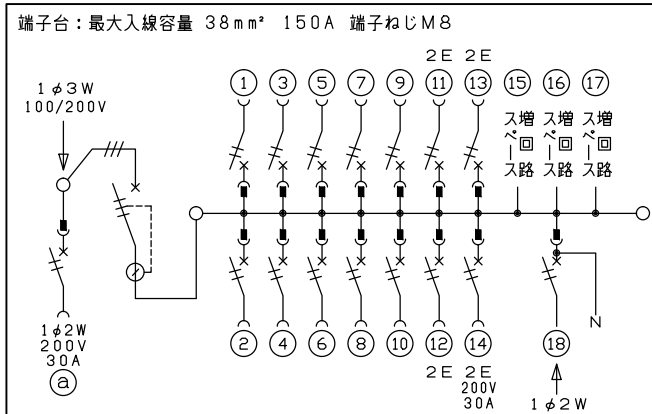 端子台：最大入線容量 38mm² 150A 端子ねじM8
2E 2E
1φ3W
100/200V
1 3 5 7 9 11 13 15 16 17
増回路スペース 増回路スペース 増回路スペース
1φ2W
200V
30A
a
2 4 6 8 10 12 14 18
N
2E 2E
200V
30A
1φ2W